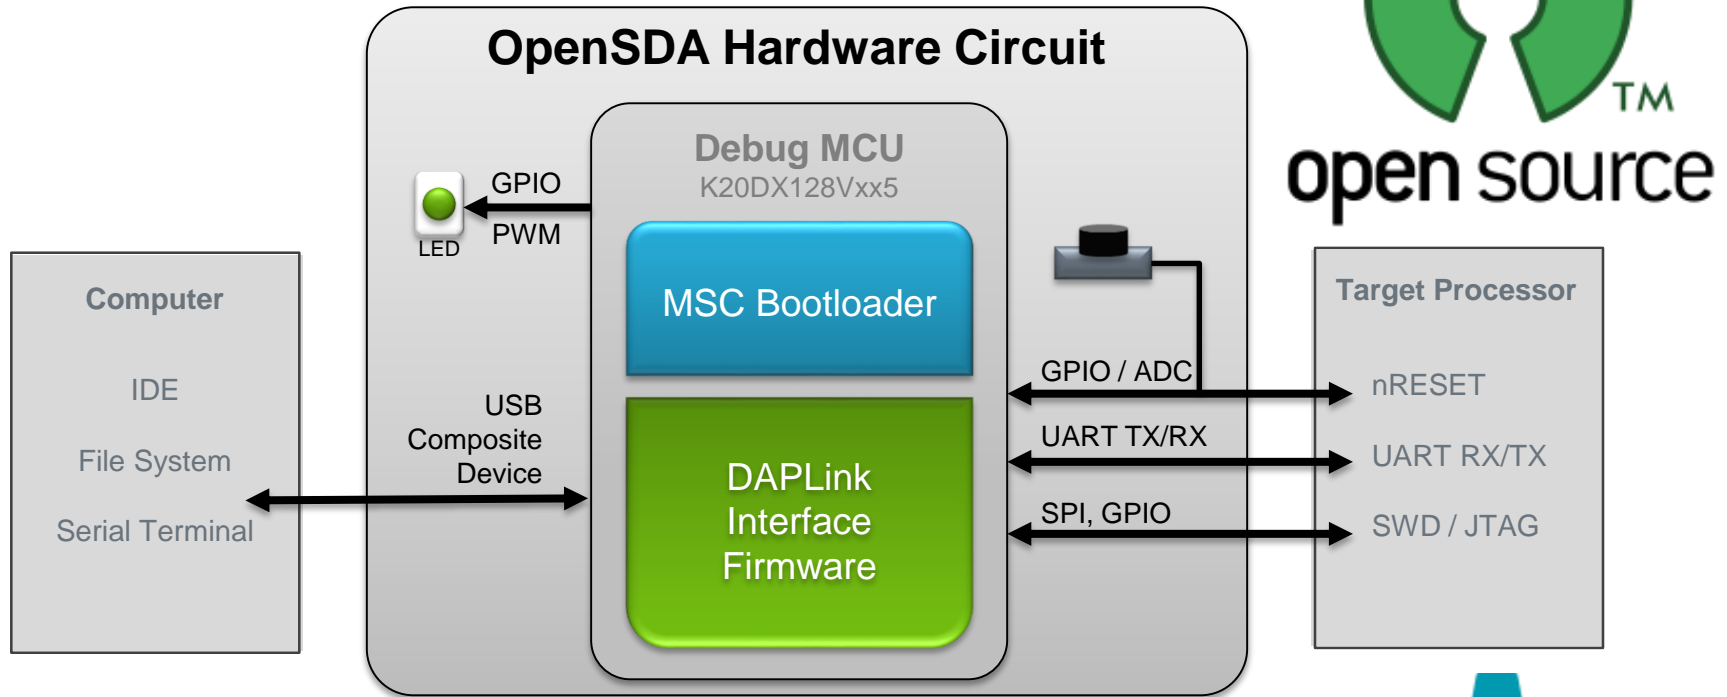 OpenSDA Hardware Circuit
TM
open source
Debug MCU
K20DX128Vxx5
GPIO
PWM
LED
MSC Bootloader
DAPLink
Interface
Firmware
Computer
IDE
File System
Serial Terminal
USB
Composite
Device
GPIO / ADC
UART TX/RX
SPI, GPIO
Target Processor
nRESET
UART RX/TX
SWD / JTAG